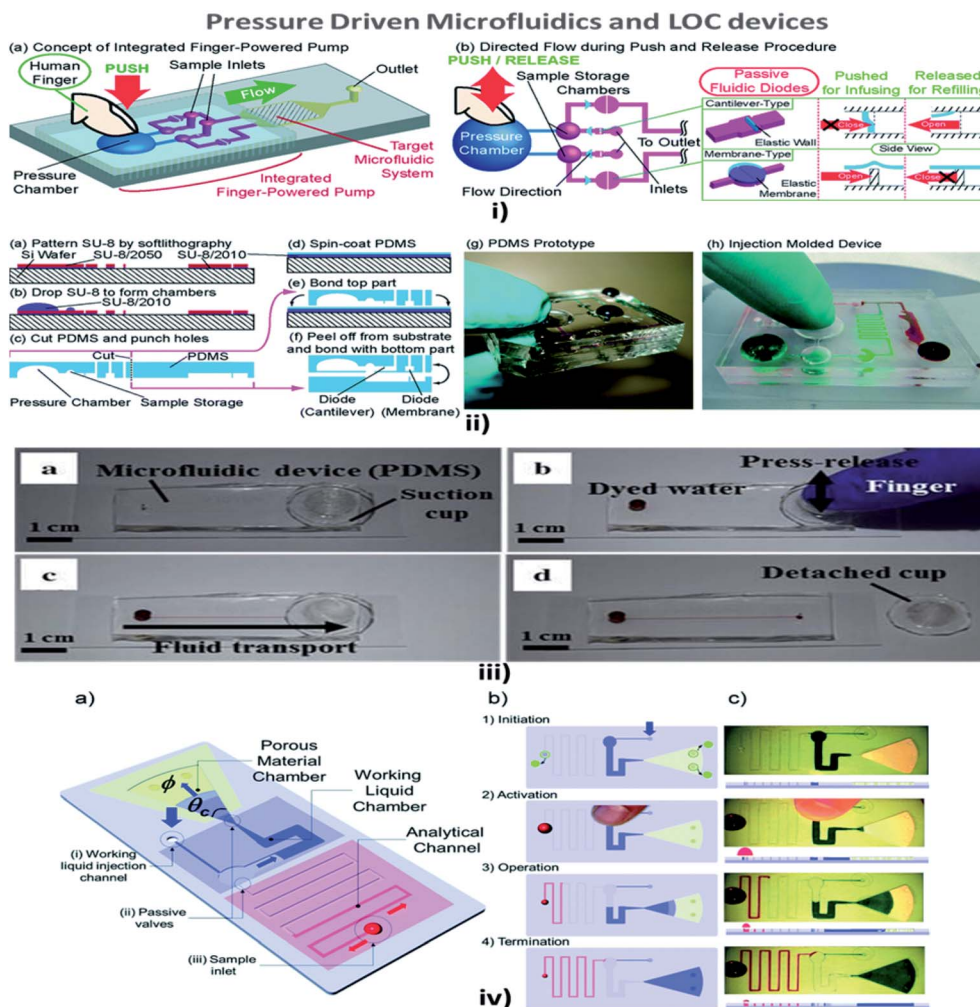 Pressure Driven Microfluidics and LOC devices
(a) Concept of Integrated Finger-Powered Pump
Human
Finger
PUSH
Sample Inlets
Outlet
Flow
Pressure
Chamber
Integrated
Finger-Powered Pump
Target
Microfluidic
System
(b) Directed Flow during Push and Release Procedure
PUSH / RELEASE
Sample Storage
Chambers
Pressure
Chamber
To Outlet
Flow Direction
Inlets
Passive
Fluidic Diodes
Pushed
for Infusing
Released
for Refilling
Cantilever-Type
Elastic Wall
Close
Open
Side View
Membrane-Type
Elastic
Membrane
Open
Close
i)
(a) Pattern SU-8 by softlithography
Si Wafer
SU-8/2050
SU-8/2010
(b) Drop SU-8 to form chambers
SU-8/2010
(c) Cut PDMS and punch holes
Cut
PDMS
Pressure Chamber
Sample Storage
(d) Spin-coat PDMS
(e) Bond top part
(f) Peel off from substrate
and bond with bottom part
Diode
(Cantilever)
Diode
(Membrane)
(g) PDMS Prototype
(h) Injection Molded Device
ii)
a
Microfluidic device (PDMS)
Suction
cup
1 cm
b
Press-release
Dyed water
Finger
1 cm
c
Fluid transport
1 cm
d
Detached cup
1 cm
iii)
a)
Porous
Material
Chamber
Working
Liquid
Chamber
Analytical
Channel
ϕ
θc
(i) Working
liquid injection
channel
(ii) Passive
valves
(iii) Sample
inlet
b)
1) Initiation
2) Activation
3) Operation
4) Termination
c)
iv)